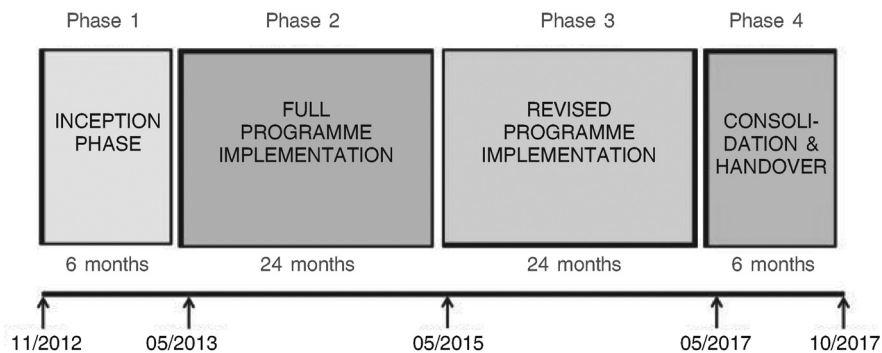 Phase 1 Phase 2 Phase 3 Phase 4
INCEPTION
PHASE
FULL
PROGRAMME
IMPLEMENTATION
REVISED
PROGRAMME
IMPLEMENTATION
CONSOLI-
DATION &
HANDOVER
6 months 24 months 24 months 6 months
11/2012 05/2013 05/2015 05/2017 10/2017